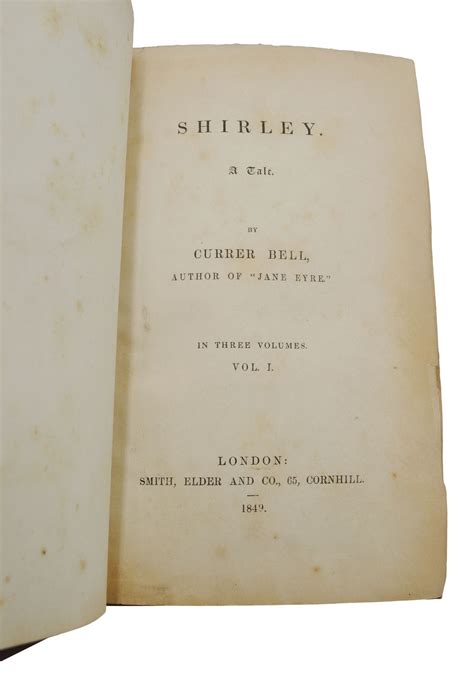 SHIRLEY.
A Tale.
BY
CURRER BELL,
AUTHOR OF "JANE EYRE."
IN THREE VOLUMES.
VOL. I.
LONDON:
SMITH, ELDER AND CO., 65, CORNHILL.
1849.